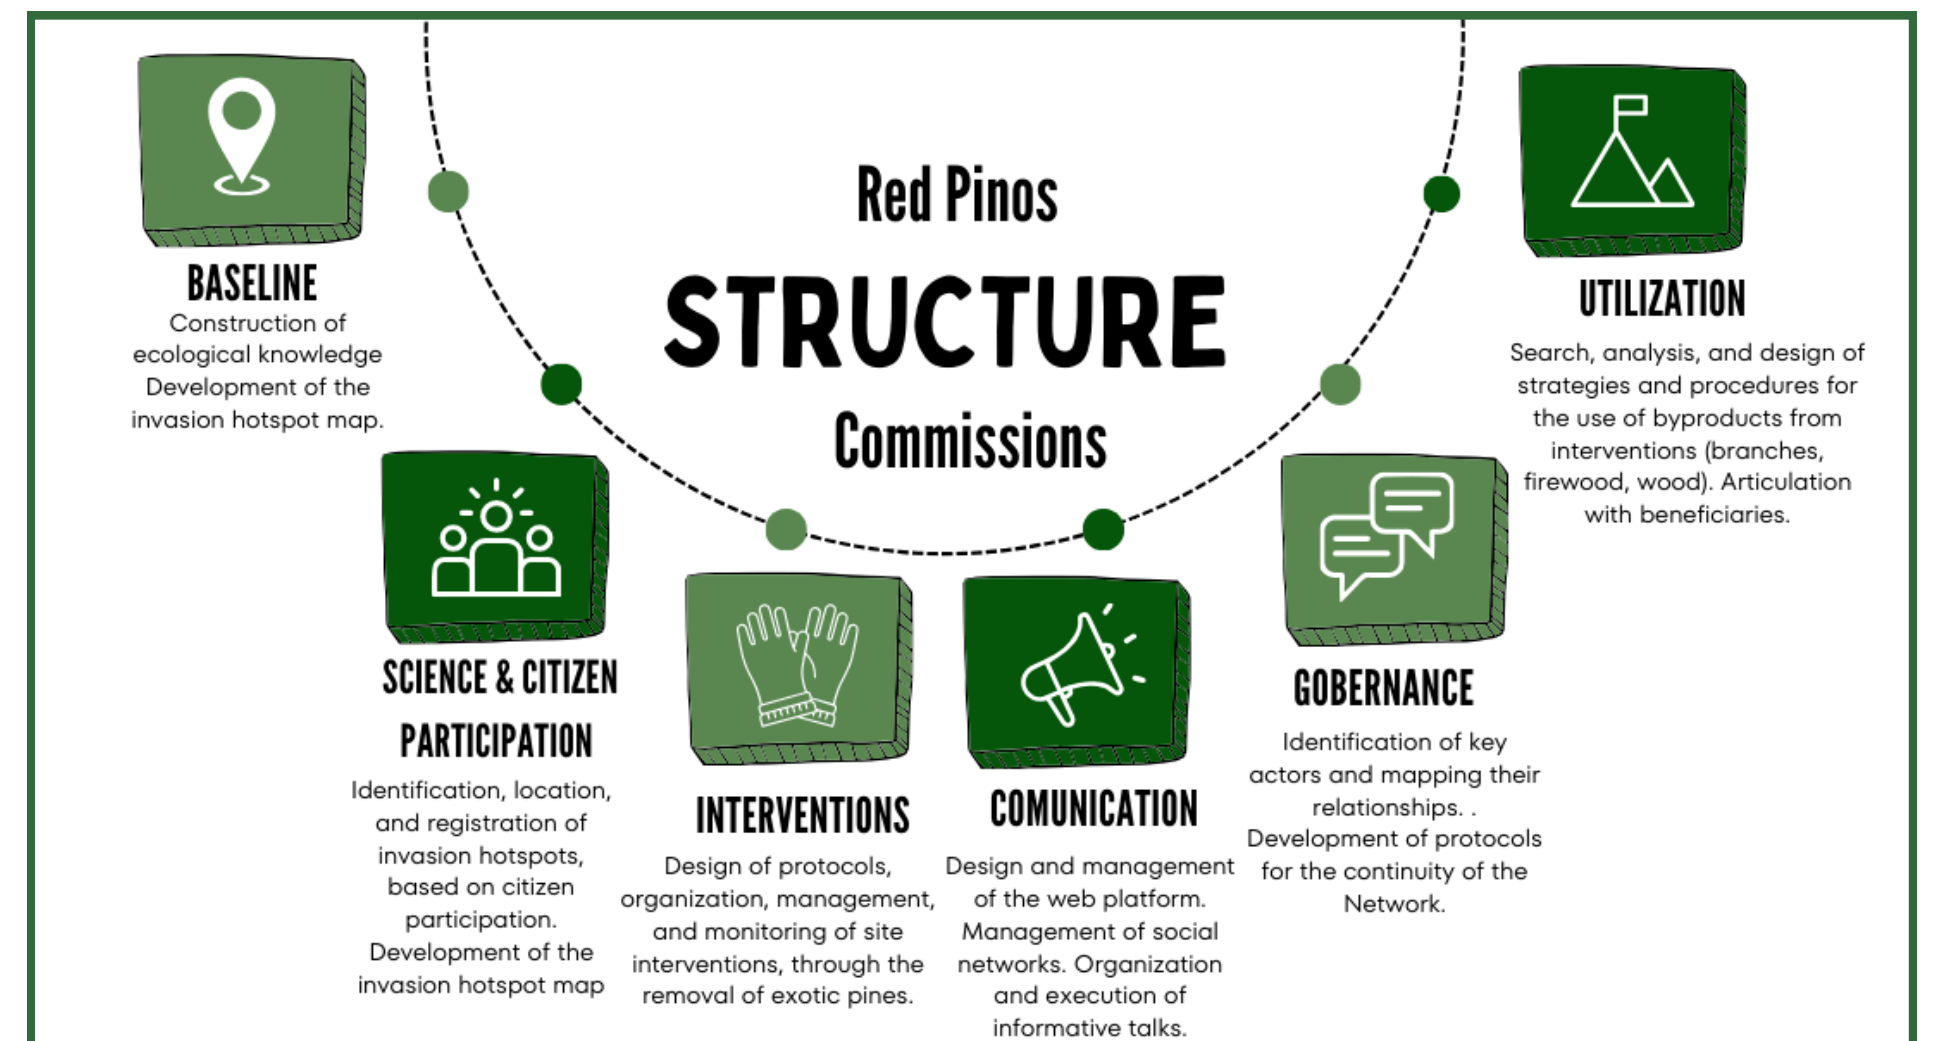 Red Pinos
STRUCTURE
Commissions
BASELINE
Construction of
ecological knowledge
Development of the
invasion hotspot map.
SCIENCE & CITIZEN
PARTICIPATION
Identification, location,
and registration of
invasion hotspots,
based on citizen
participation.
Development of the
invasion hotspot map
INTERVENTIONS
Design of protocols,
organization, management,
and monitoring of site
interventions, through the
removal of exotic pines.
COMUNICATION
Design and management
of the web platform.
Management of social
networks. Organization
and execution of
informative talks.
GOBERNANCE
Identification of key
actors and mapping their
relationships. .
Development of protocols
for the continuity of the
Network.
UTILIZATION
Search, analysis, and design of
strategies and procedures for
the use of byproducts from
interventions (branches,
firewood, wood). Articulation
with beneficiaries.